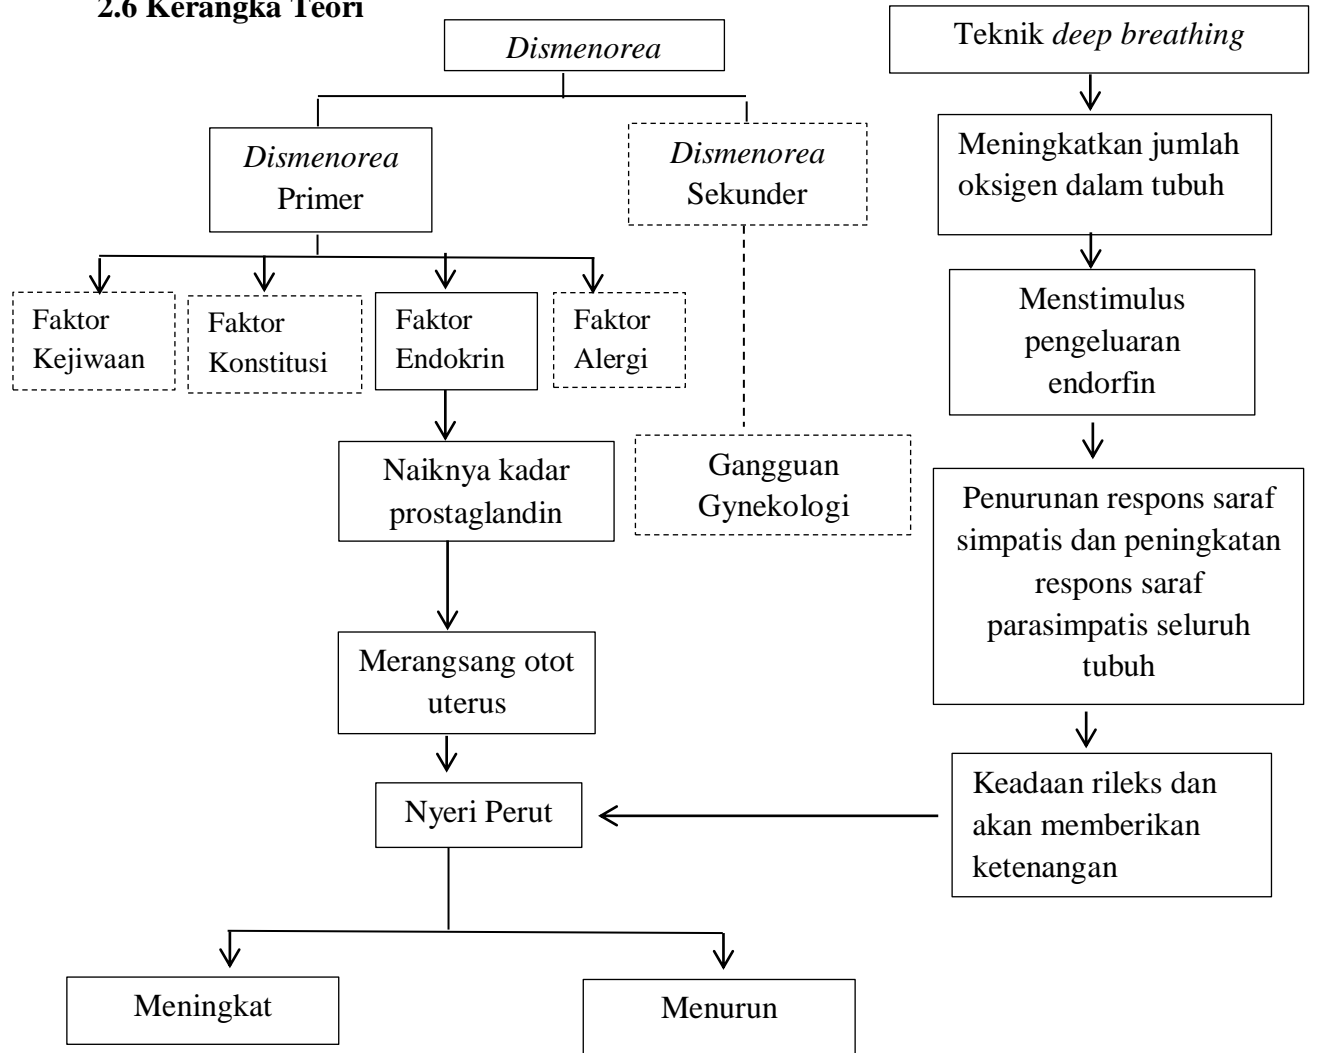 2.6 Kerangka Teori
Dismenorea
Teknik deep breathing
Dismenorea
Primer
Dismenorea
Sekunder
Meningkatkan jumlah
oksigen dalam tubuh
Faktor
Kejiwaan
Faktor
Konstitusi
Faktor
Endokrin
Faktor
Alergi
Menstimulus
pengeluaran
endorfin
Naiknya kadar
prostaglandin
Gangguan
Gynekologi
Penurunan respons saraf
simpatis dan peningkatan
respons saraf
parasimpatis seluruh
tubuh
Merangsang otot
uterus
Nyeri Perut
Keadaan rileks dan
akan memberikan
ketenangan
Meningkat
Menurun